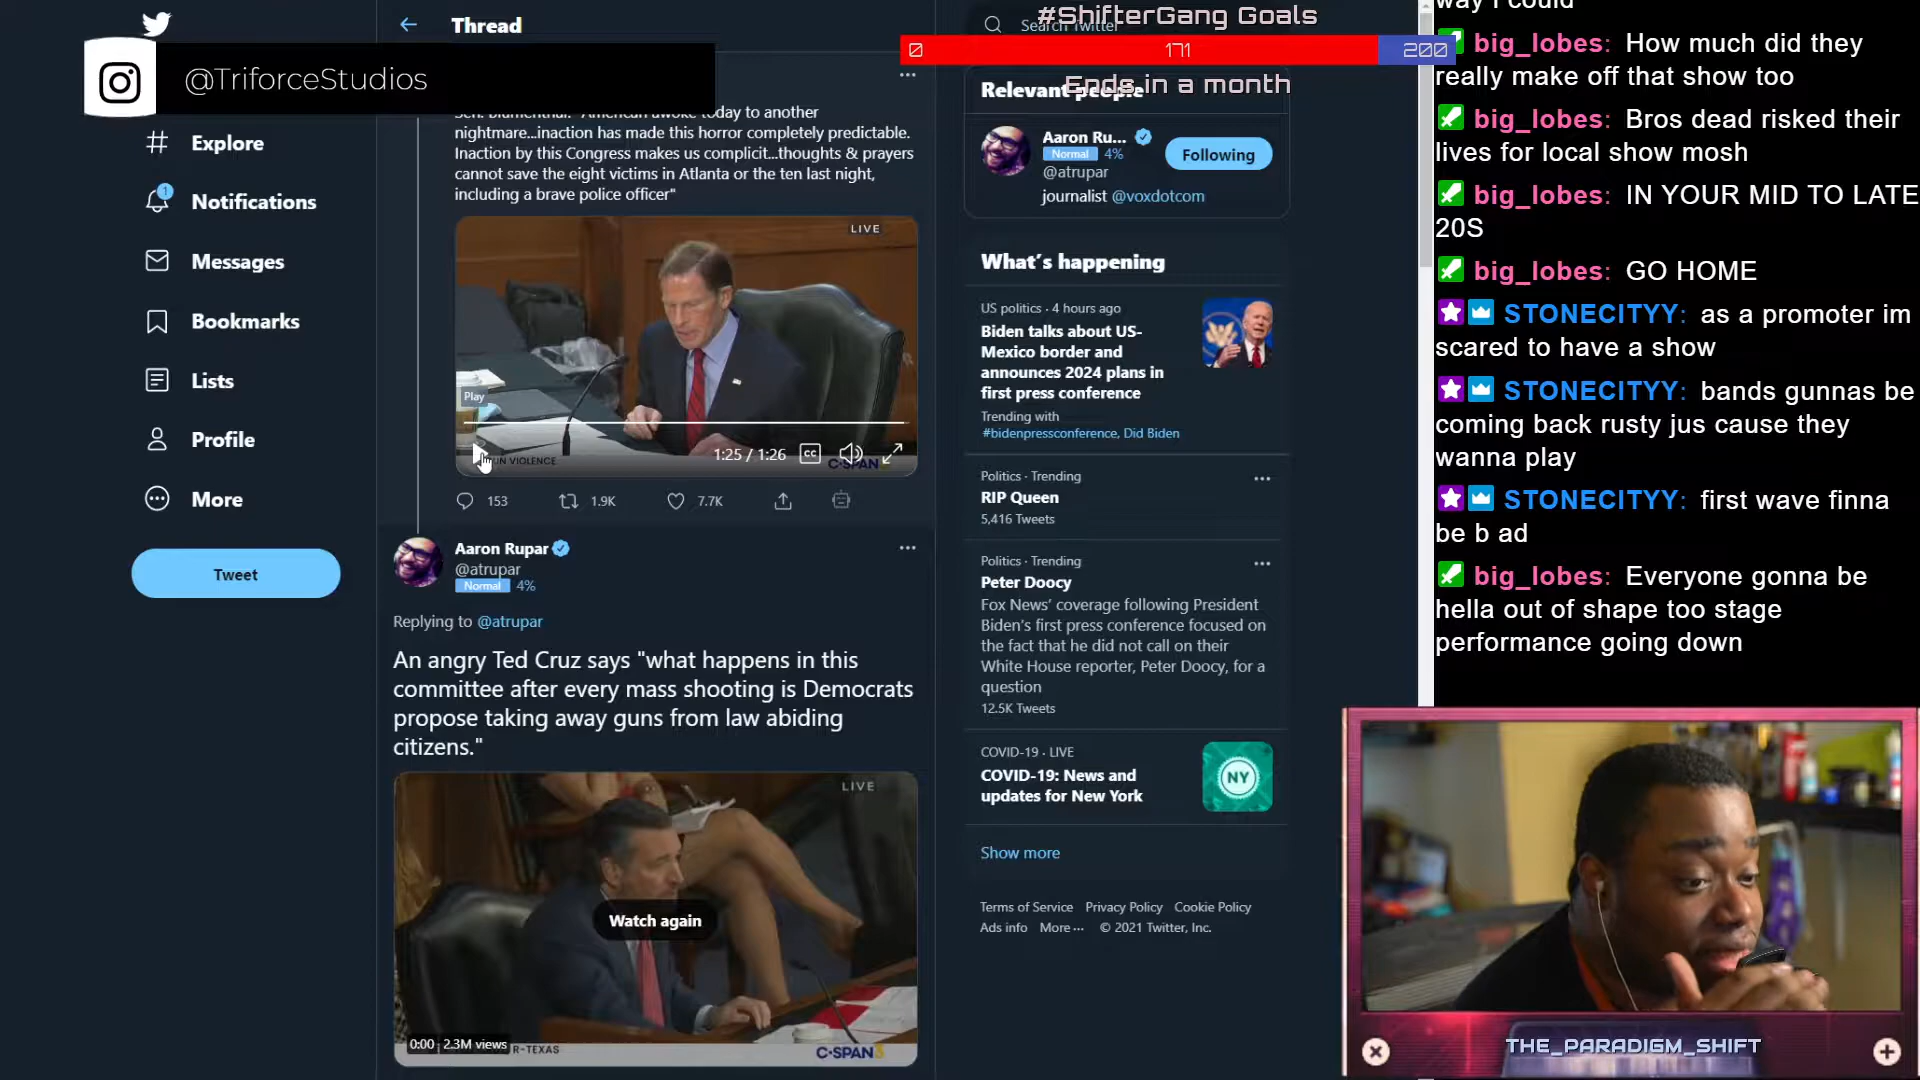 Thread
@TriforceStudios
Explore
1
Notifications
Messages
Bookmarks
Lists
Profile
More
Tweet
today to another
nightmare...inaction has made this horror completely predictable.
Inaction by this Congress makes us complicit...thoughts & prayers
cannot save the eight victims in Atlanta or the ten last night,
including a brave police officer"
LIVE
Play
UN VIOLENCE
1:25 / 1:26
CC
C-SPAN3
153
1.9K
7.7K
Aaron Rupar
@atrupar
Normal 4%
Replying to @atrupar
An angry Ted Cruz says "what happens in this
committee after every mass shooting is Democrats
propose taking away guns from law abiding
citizens."
LIVE
Watch again
0:00 2.3M views
R-TEXAS
C-SPAN3
Search Twitter
#ShifterGang Goals
0
171
200
Ends in a month
Relevant people
Aaron Ru...
Normal 4%
@atrupar
Following
journalist @voxdotcom
What's happening
US politics · 4 hours ago
Biden talks about US-
Mexico border and
announces 2024 plans in
first press conference
Trending with
#bidenpressconference, Did Biden
Politics · Trending
RIP Queen
5,416 Tweets
Politics · Trending
Peter Doocy
Fox News' coverage following President
Biden's first press conference focused on
the fact that he did not call on their
White House reporter, Peter Doocy, for a
question
12.5K Tweets
COVID-19 · LIVE
COVID-19: News and
updates for New York
NY
Show more
Terms of Service Privacy Policy Cookie Policy
Ads info More ··· © 2021 Twitter, Inc.
way I could
big_lobes: How much did they
really make off that show too
big_lobes: Bros dead risked their
lives for local show mosh
big_lobes: IN YOUR MID TO LATE
20S
big_lobes: GO HOME
STONECITYY: as a promoter im
scared to have a show
STONECITYY: bands gunnas be
coming back rusty jus cause they
wanna play
STONECITYY: first wave finna
be b ad
big_lobes: Everyone gonna be
hella out of shape too stage
performance going down
THE_PARADIGM_SHIFT